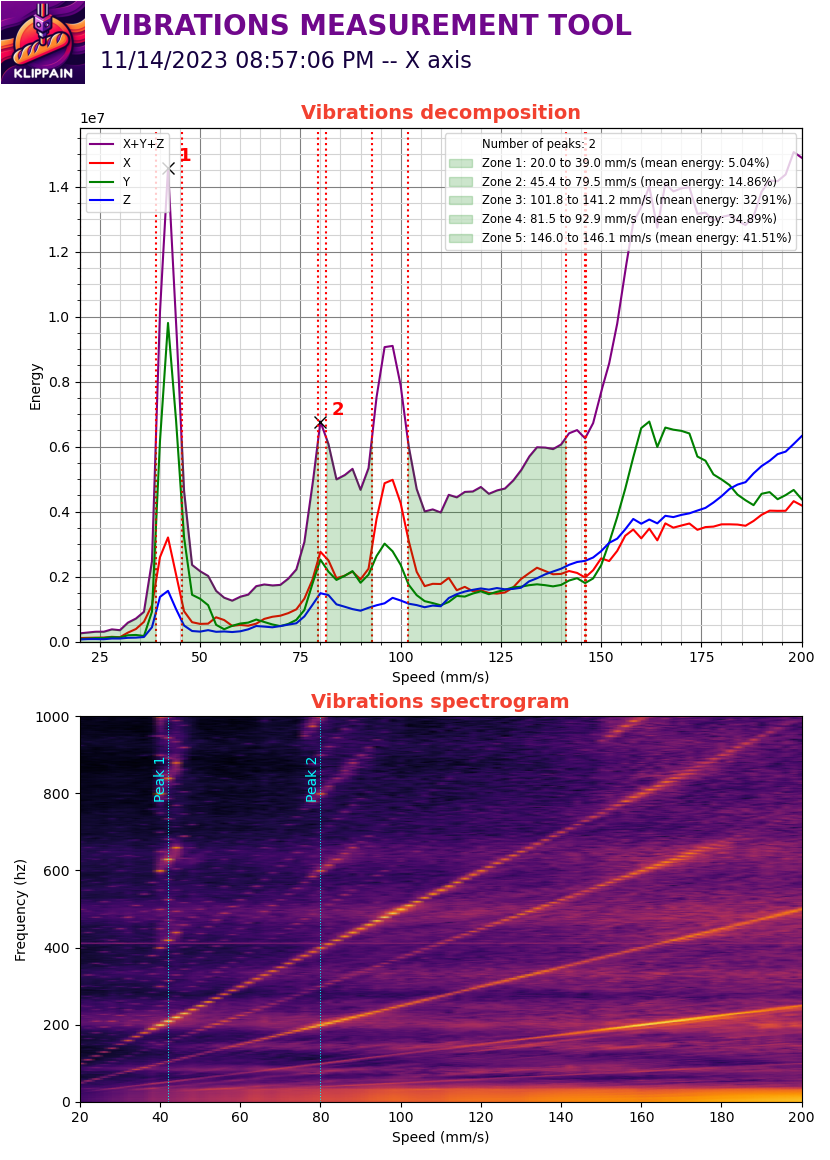 KLIPPAIN
VIBRATIONS MEASUREMENT TOOL
11/14/2023 08:57:06 PM -- X axis
Vibrations decomposition
1e7
X+Y+Z
X
Y
Z
1
2
Number of peaks: 2
Zone 1: 20.0 to 39.0 mm/s (mean energy: 5.04%)
Zone 2: 45.4 to 79.5 mm/s (mean energy: 14.86%)
Zone 3: 101.8 to 141.2 mm/s (mean energy: 32.91%)
Zone 4: 81.5 to 92.9 mm/s (mean energy: 34.89%)
Zone 5: 146.0 to 146.1 mm/s (mean energy: 41.51%)
Energy
1.4
1.2
1.0
0.8
0.6
0.4
0.2
0.0
25 50 75 100 125 150 175 200
Speed (mm/s)
Vibrations spectrogram
Frequency (hz)
1000
800
600
400
200
0
Peak 1
Peak 2
20 40 60 80 100 120 140 160 180 200
Speed (mm/s)